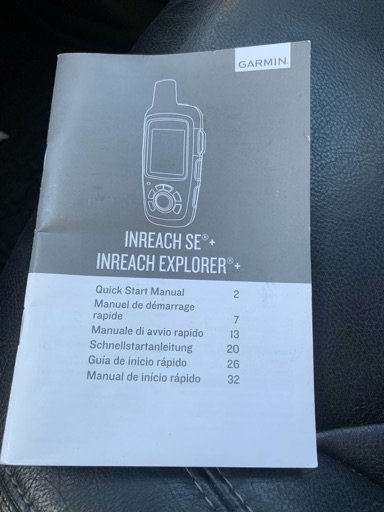 GARMIN
INREACH SE®+
INREACH EXPLORER®+
Quick Start Manual 2
Manuel de démarrage
rapide 7
Manuale di avvio rapido 13
Schnellstartanleitung 20
Guía de inicio rápido 26
Manual de início rápido 32